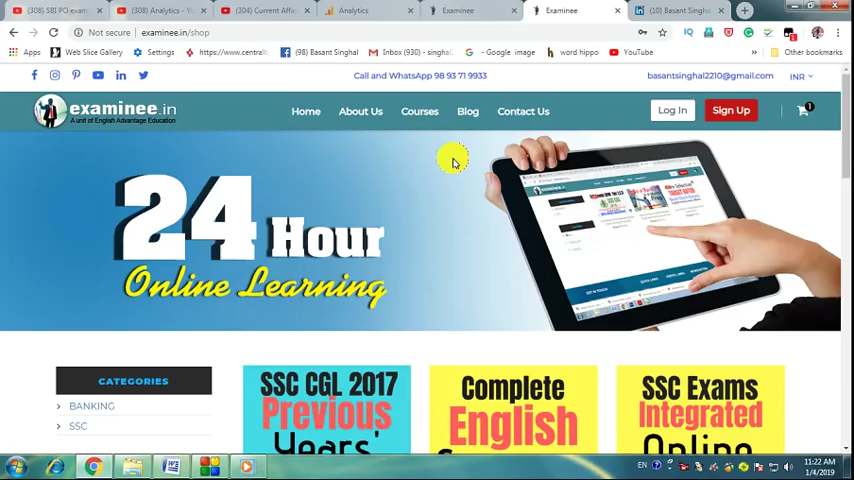 (308) SBI PO exam
(308) Analytics - Yo
(304) Current Affa
Analytics
Examinee
Examinee
(10) Basant Singhal
Not secure
examinee.in/shop
Apps
Web Slice Gallery
Settings
https://www.centralb
(98) Basant Singhal
Inbox (930) - singha
- Google image
word hippo
YouTube
Other bookmarks
Call and WhatsApp 98 93 71 9933
basantsinghal2210@gmail.com
INR
examinee.in
A unit of English Advantage Education
Home
About Us
Courses
Blog
Contact Us
Log In
Sign Up
1
24 Hour
Online Learning
CATEGORIES
BANKING
SSC
SSC CGL 2017
Previous
Years'
Complete
English
SSC Exams
Integrated
Online
EN
11:22 AM
1/4/2019